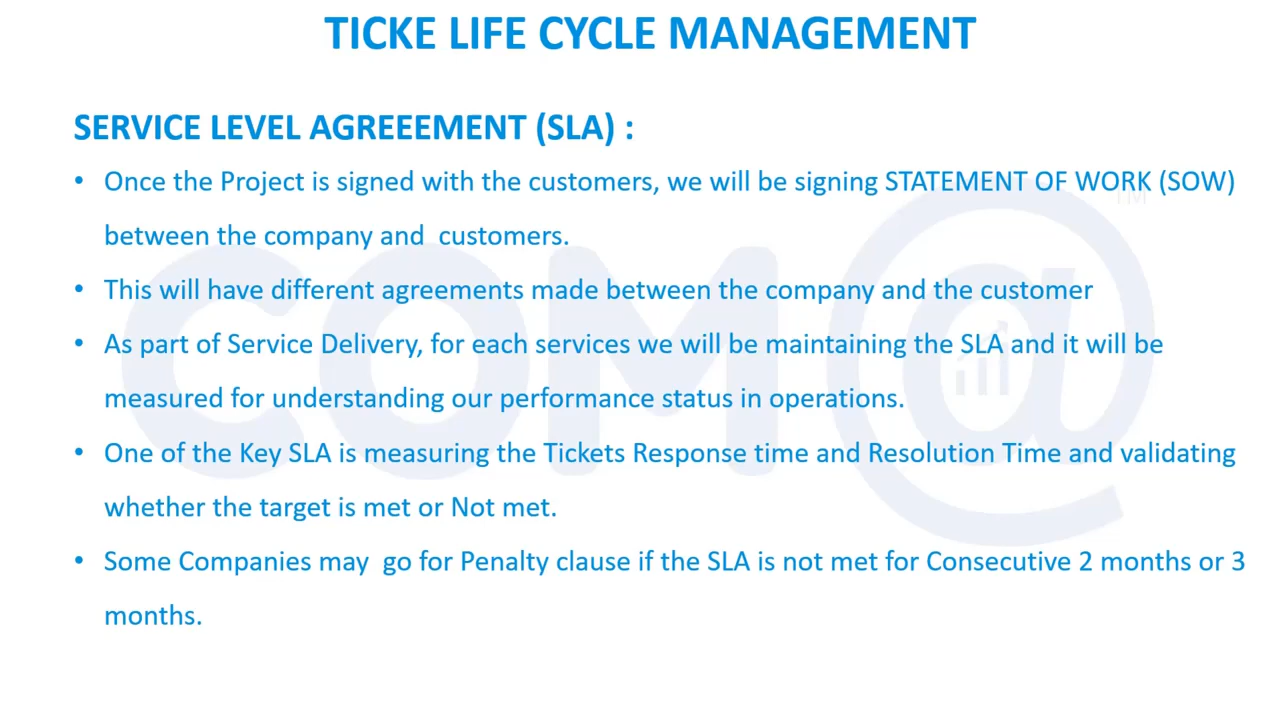 TICKE LIFE CYCLE MANAGEMENT
SERVICE LEVEL AGREEEMENT (SLA) :
• Once the Project is signed with the customers, we will be signing STATEMENT OF WORK (SOW)
between the company and  customers.
• This will have different agreements made between the company and the customer
• As part of Service Delivery, for each services we will be maintaining the SLA and it will be
measured for understanding our performance status in operations.
• One of the Key SLA is measuring the Tickets Response time and Resolution Time and validating
whether the target is met or Not met.
• Some Companies may  go for Penalty clause if the SLA is not met for Consecutive 2 months or 3
months.
COM@
TM